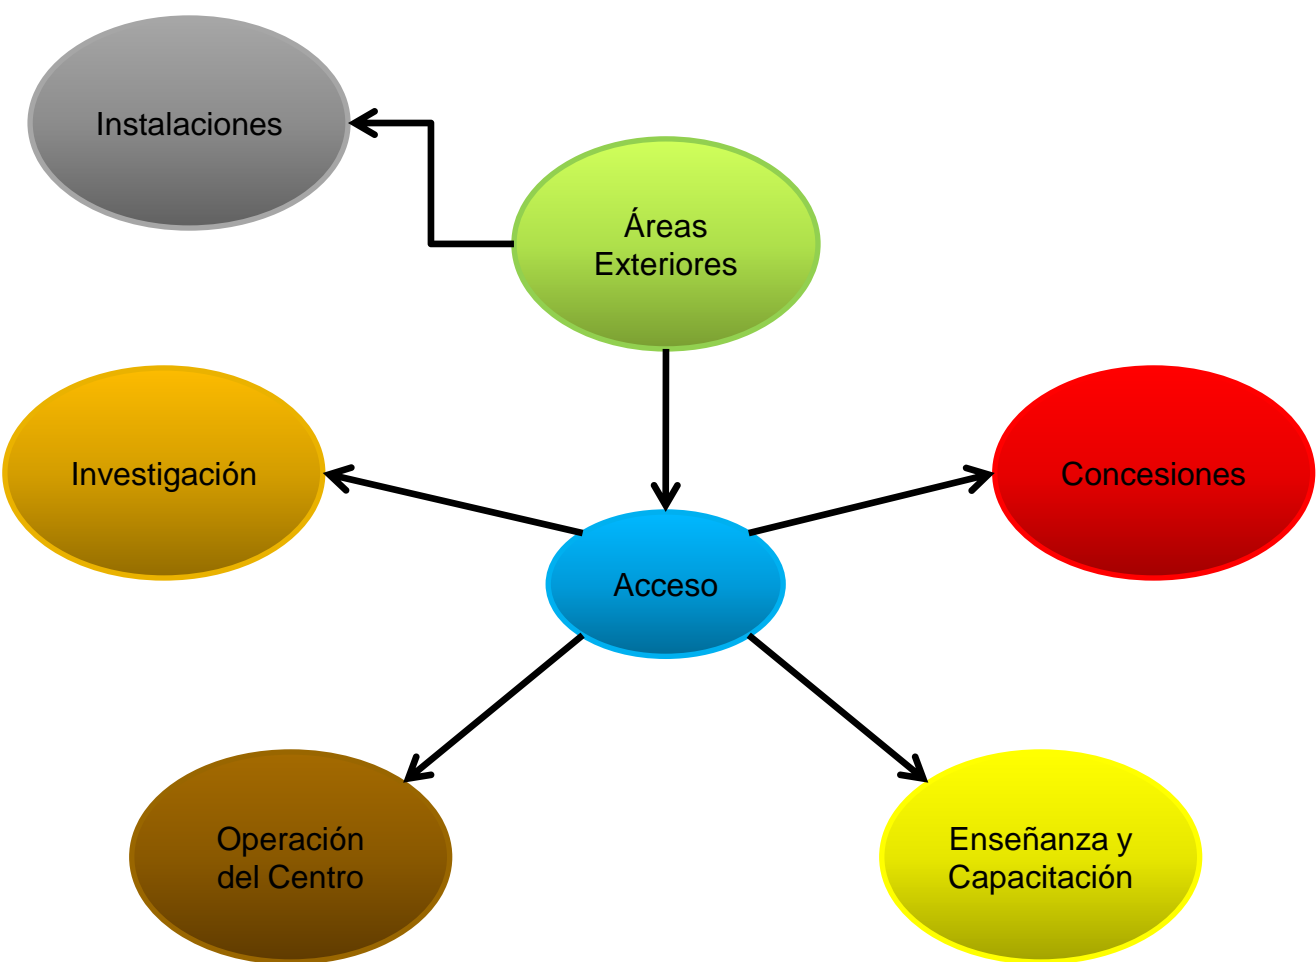 Instalaciones
Áreas
Exteriores
Investigación
Concesiones
Acceso
Operación
del Centro
Enseñanza y
Capacitación